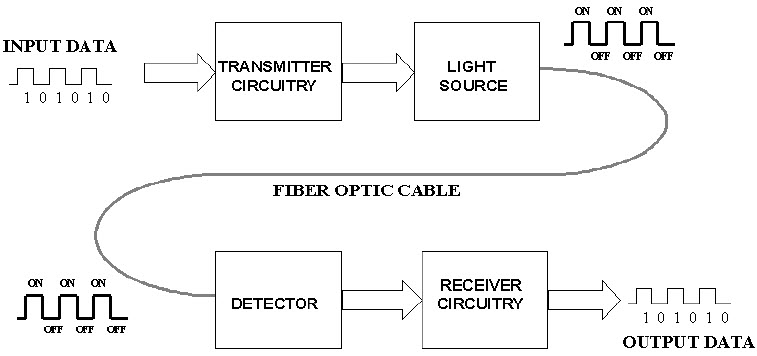 ON ON ON
OFF OFF OFF
INPUT DATA
1 0 1 0 1 0
TRANSMITTER
CIRCUITRY
LIGHT
SOURCE
FIBER OPTIC CABLE
ON ON ON
OFF OFF OFF
DETECTOR
RECEIVER
CIRCUITRY
1 0 1 0 1 0
OUTPUT DATA